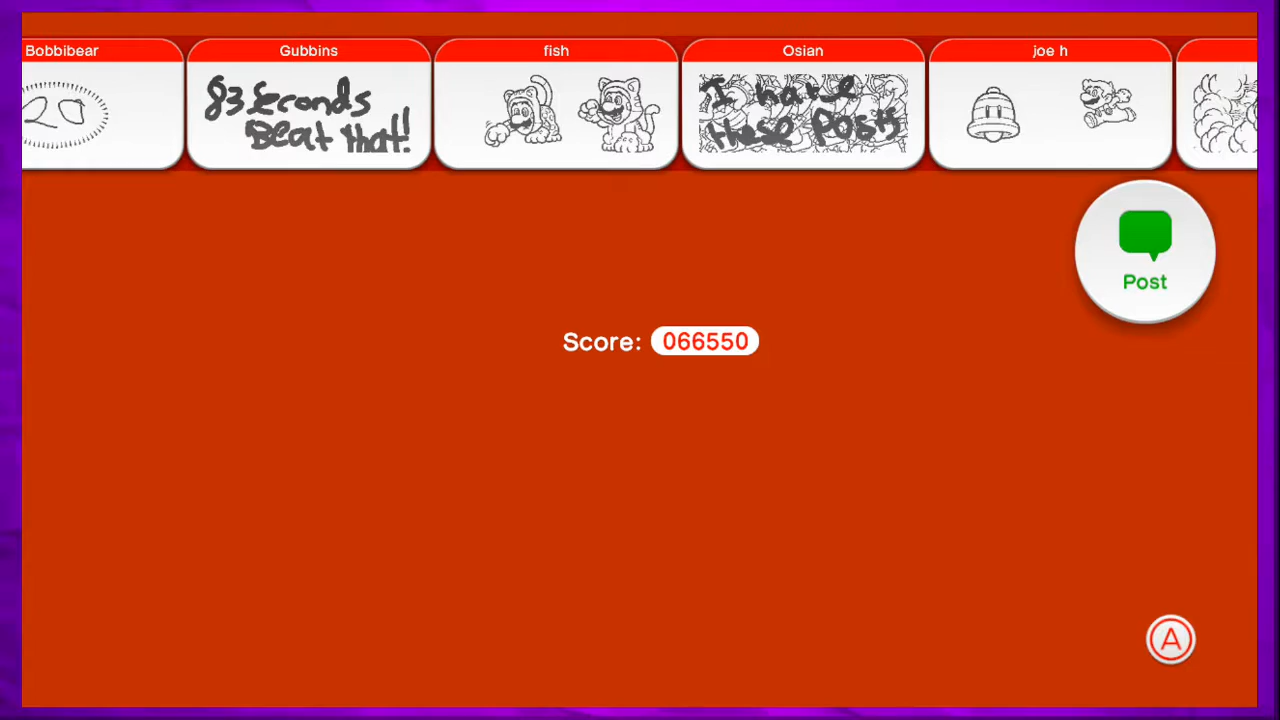 Bobbibear
20
Gubbins
83 Seconds
Beat that!
fish
Osian
I hate
these Posts
joe h
Post
Score: 066550
A